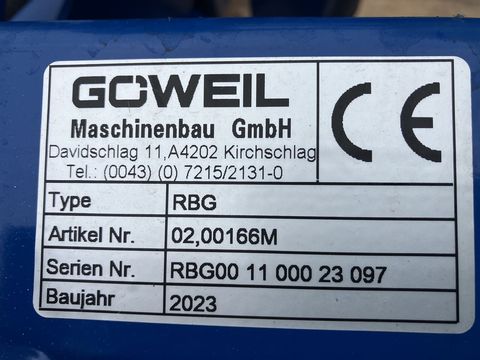 GÖWEIL
Maschinenbau GmbH
Davidschlag 11,A4202 Kirchschlag
Tel.: (0043) (0) 7215/2131-0
CE
Type RBG
Artikel Nr. 02,00166M
Serien Nr. RBG00 11 000 23 097
Baujahr 2023